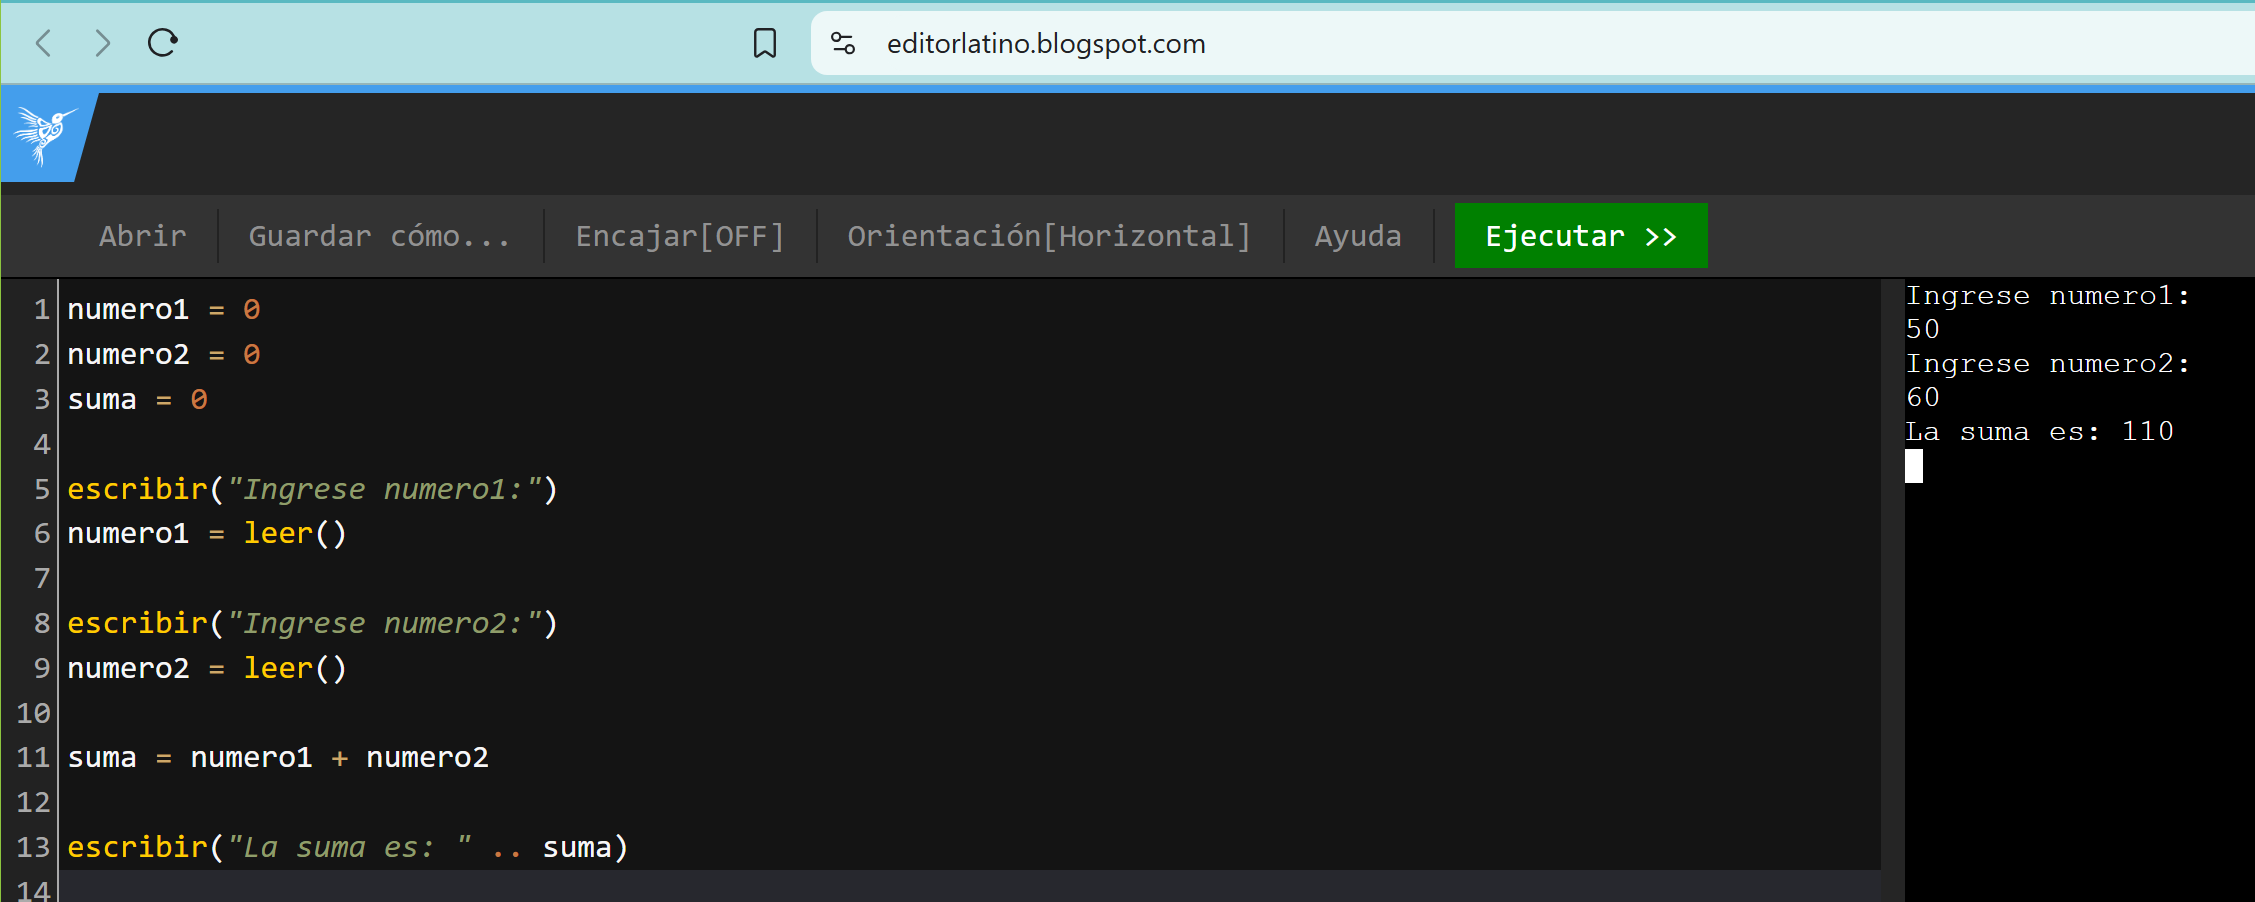 editorlatino.blogspot.com
Abrir Guardar cómo... Encajar[OFF] Orientación[Horizontal] Ayuda Ejecutar >>
1 numero1 = 0
2 numero2 = 0
3 suma = 0
4
5 escribir("Ingrese numero1:")
6 numero1 = leer()
7
8 escribir("Ingrese numero2:")
9 numero2 = leer()
10
11 suma = numero1 + numero2
12
13 escribir("La suma es: " .. suma)
14
Ingrese numero1:
50
Ingrese numero2:
60
La suma es: 110